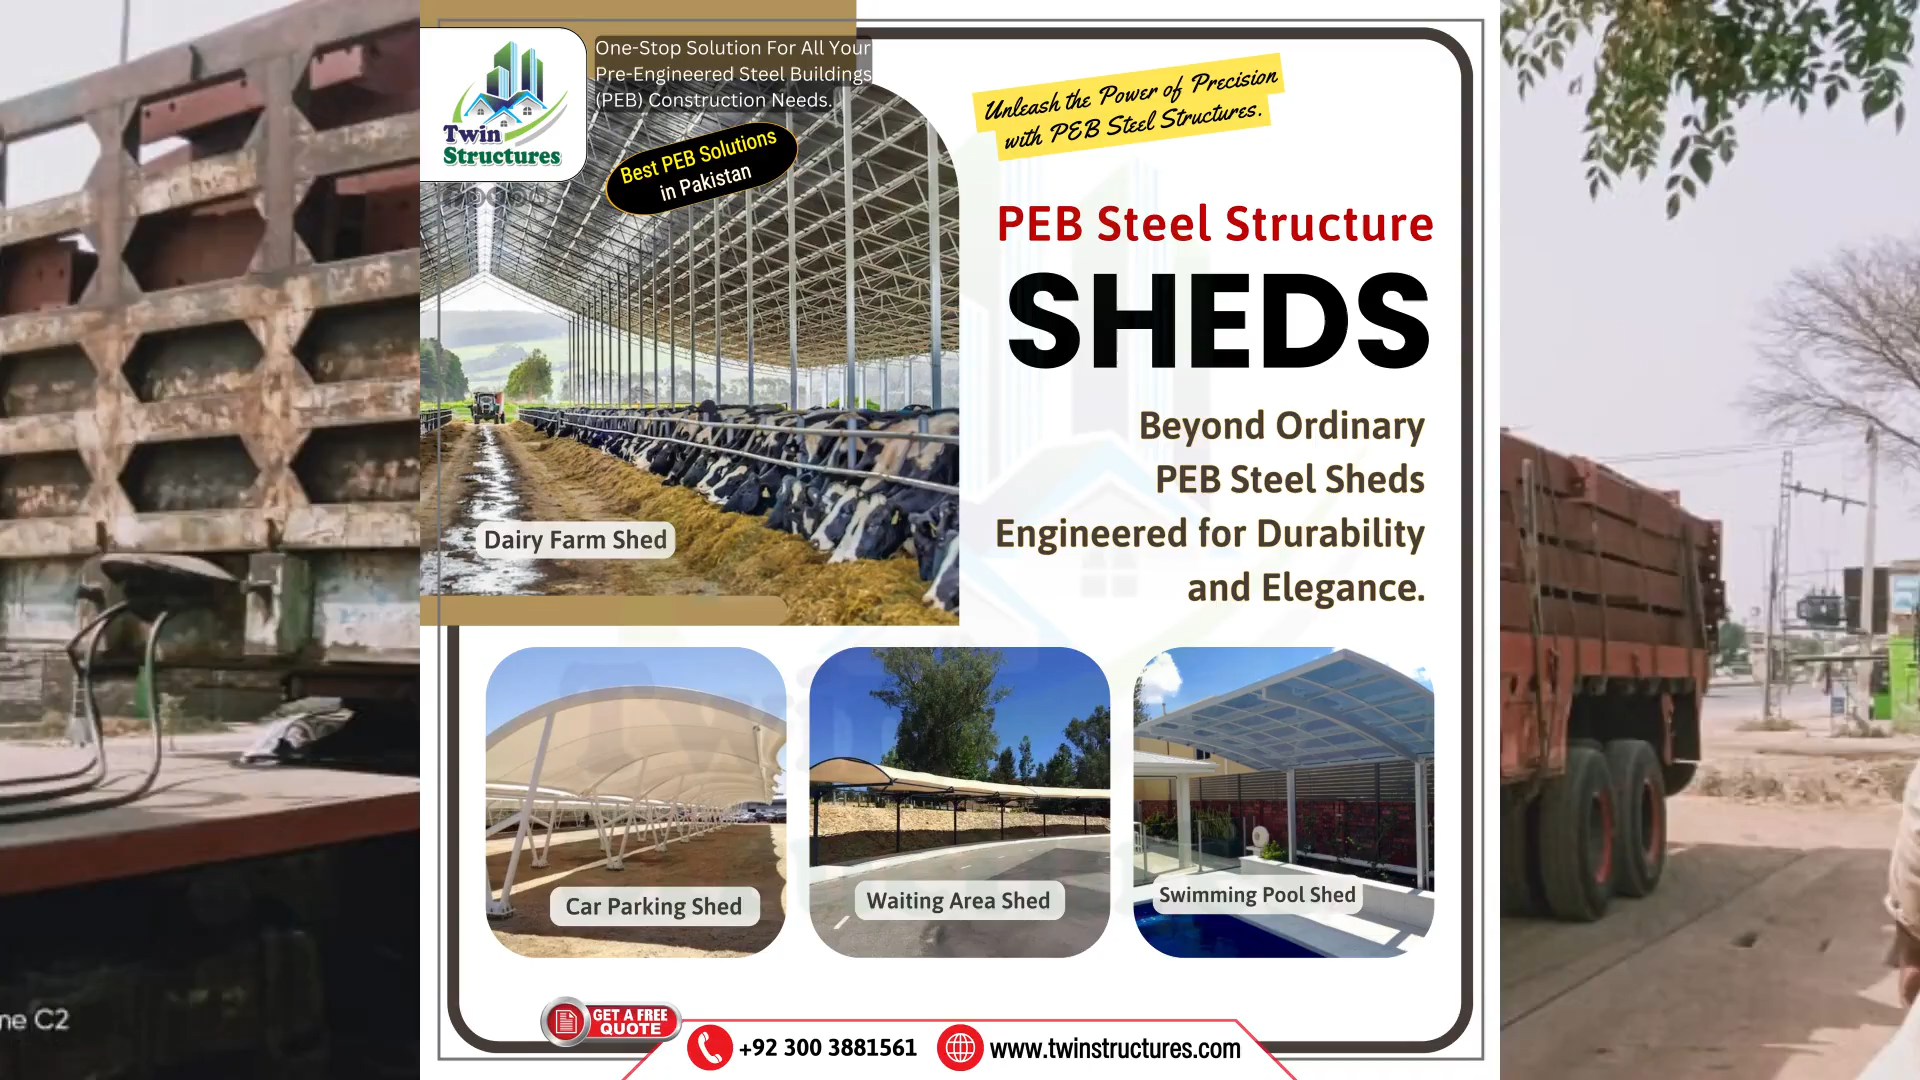 One-Stop Solution For All Your
Pre-Engineered Steel Buildings
(PEB) Construction Needs.
Twin
Structures
Best PEB Solutions
in Pakistan
Unleash the Power of Precision
with PEB Steel Structures.
PEB Steel Structure
SHEDS
Beyond Ordinary
PEB Steel Sheds
Engineered for Durability
and Elegance.
Dairy Farm Shed
Car Parking Shed
Waiting Area Shed
Swimming Pool Shed
GET A FREE
QUOTE
+92 300 3881561
www.twinstructures.com
C2